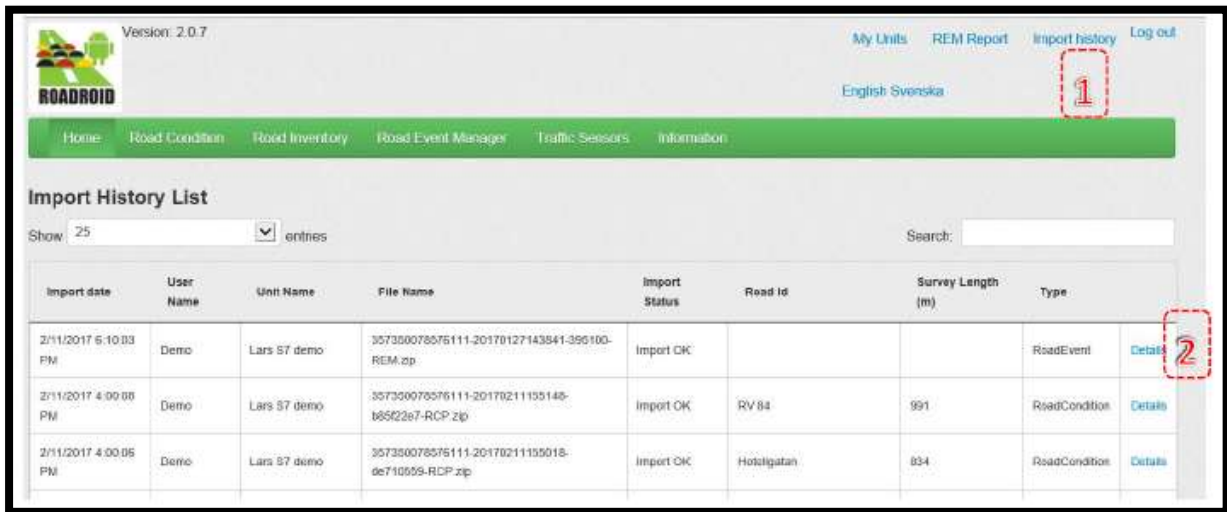 Version: 2.0.7
My Units REM Report Import history Log out
ROADROID
English Svenska
1
Home Road Condition Road Inventory Road Event Manager Traffic Sensors Information
Import History List
Show 25 entries Search:
Import date User Name Unit Name File Name Import Status Road Id Survey Length (m) Type
2/11/2017 6:10:03 PM Demo Lars S7 demo 357350078576111-20170127143841-395100-REM.zip Import OK RoadEvent Details
2
2/11/2017 4:00:08 PM Demo Lars S7 demo 357350078576111-20170211155148-b85f22e7-RCP.zip Import OK RV 84 991 RoadCondition Details
2/11/2017 4:00:06 PM Demo Lars S7 demo 357350078576111-20170211155018-de710559-RCP.zip Import OK 834 RoadCondition Details